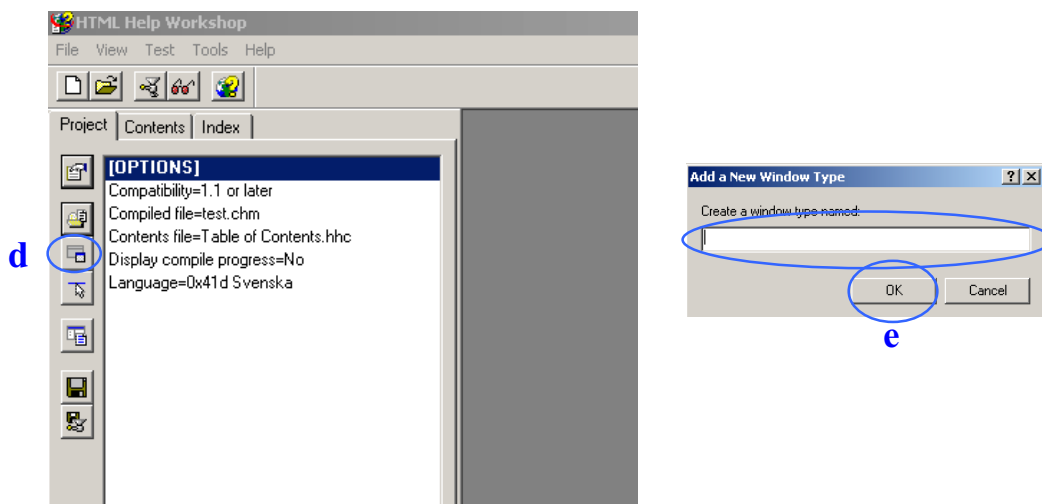 HTML Help Workshop
File View Test Tools Help
Project Contents Index
[OPTIONS]
Compatibility=1.1 or later
Compiled file=test.chm
Contents file=Table of Contents.hhc
Display compile progress=No
Language=0x41d Svenska
d
Add a New Window Type
Create a window type named:
OK Cancel
e